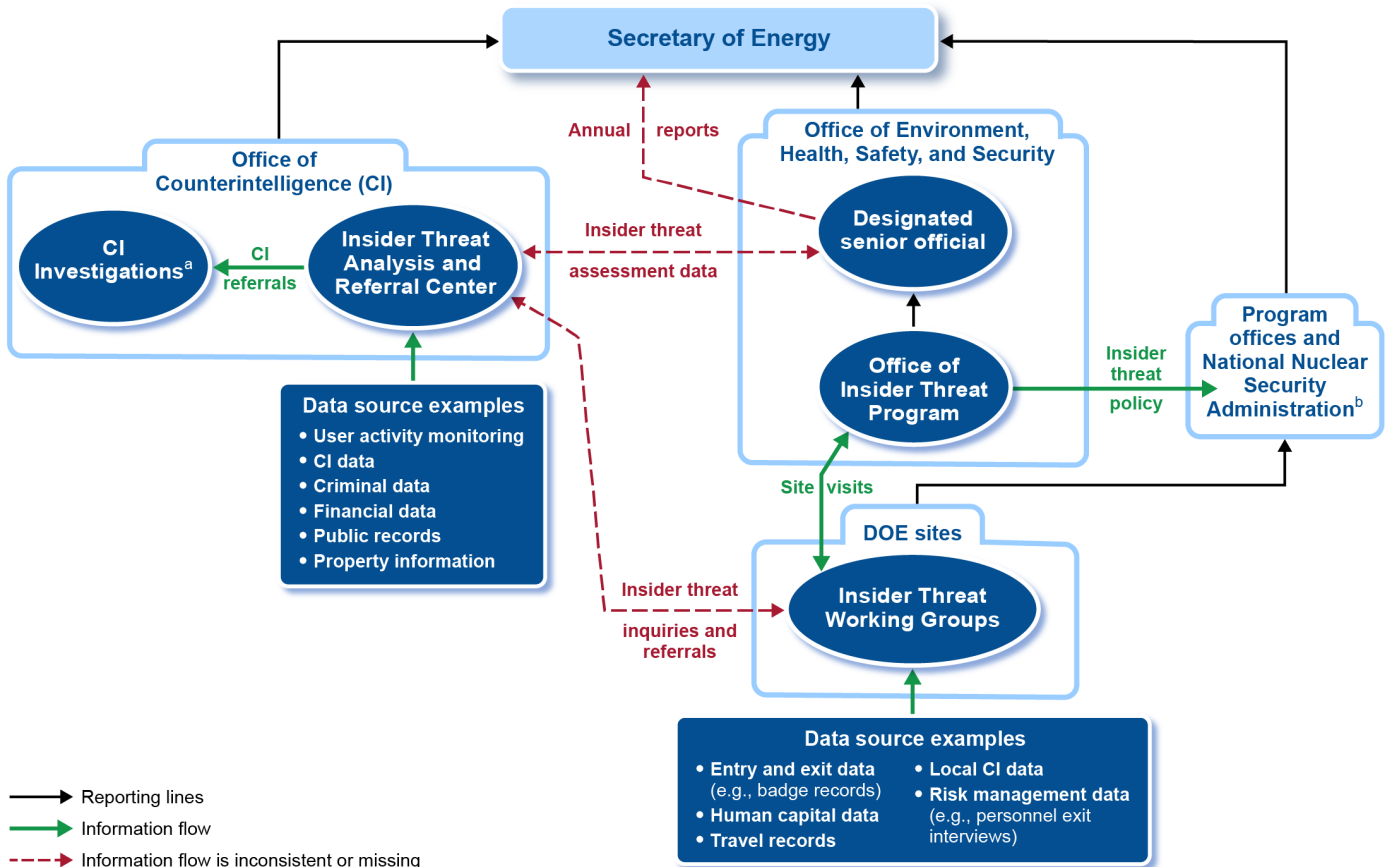 Secretary of Energy
Annual reports
Office of Environment,
Health, Safety, and Security
Office of
Counterintelligence (CI)
CI
Investigationsᵃ
CI
referrals
Insider Threat
Analysis and
Referral Center
Insider threat
assessment data
Designated
senior official
Office of
Insider Threat
Program
Insider
threat
policy
Program
offices and
National Nuclear
Security
Administrationᵇ
Data source examples
• User activity monitoring
• CI data
• Criminal data
• Financial data
• Public records
• Property information
Site visits
DOE sites
Insider Threat
Working Groups
Insider threat
inquiries and
referrals
Data source examples
• Entry and exit data
(e.g., badge records)
• Human capital data
• Travel records
• Local CI data
• Risk management data
(e.g., personnel exit
interviews)
Reporting lines
Information flow
Information flow is inconsistent or missing